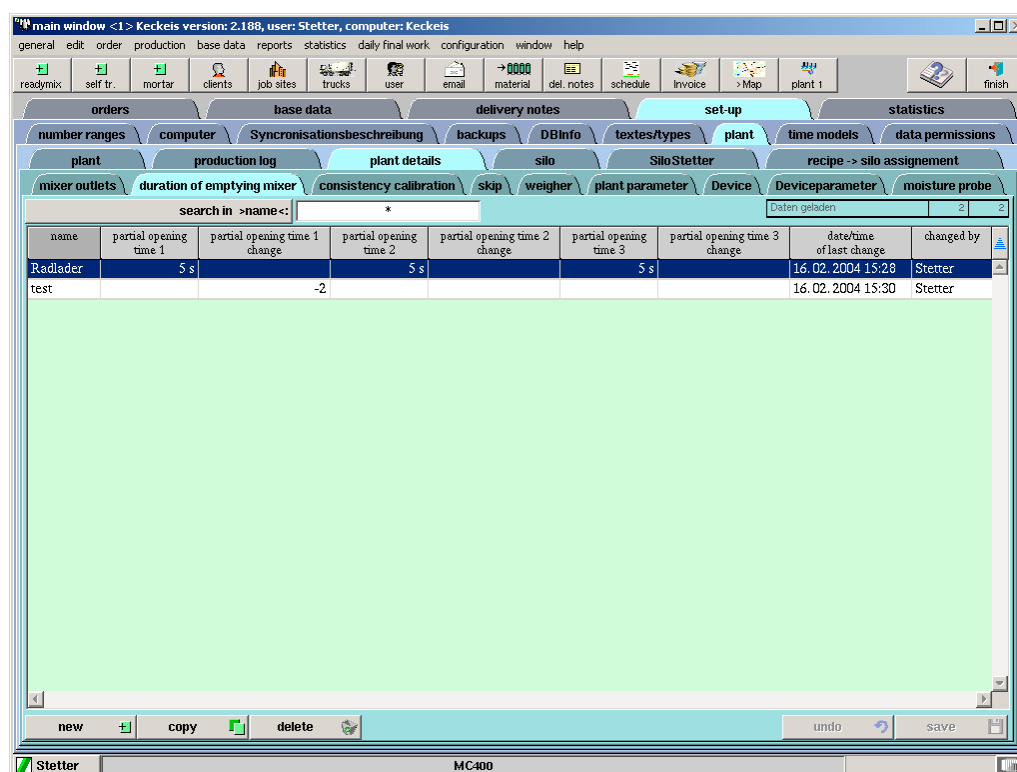 main window <1> Keckeis version: 2.188, user: Stetter, computer: Keckeis
general edit order production base data reports statistics daily final work configuration window help
readymix self tr. mortar clients job sites trucks user email material del. notes schedule Invoice >Map plant 1 finish
orders base data delivery notes set-up statistics
number ranges computer Syncronisationsbeschreibung backups DBInfo textes/types plant time models data permissions
plant production log plant details silo SiloStetter recipe -> silo assignement
mixer outlets duration of emptying mixer consistency calibration skip weigher plant parameter Device Deviceparameter moisture probe
search in >name<: * Daten geladen 2 2
name partial opening time 1 partial opening time 1 change partial opening time 2 partial opening time 2 change partial opening time 3 partial opening time 3 change date/time of last change changed by
Radlader 5 s 5 s 5 s 16.02.2004 15:28 Stetter
test -2 16.02.2004 15:30 Stetter
new copy delete undo save
Stetter MC400